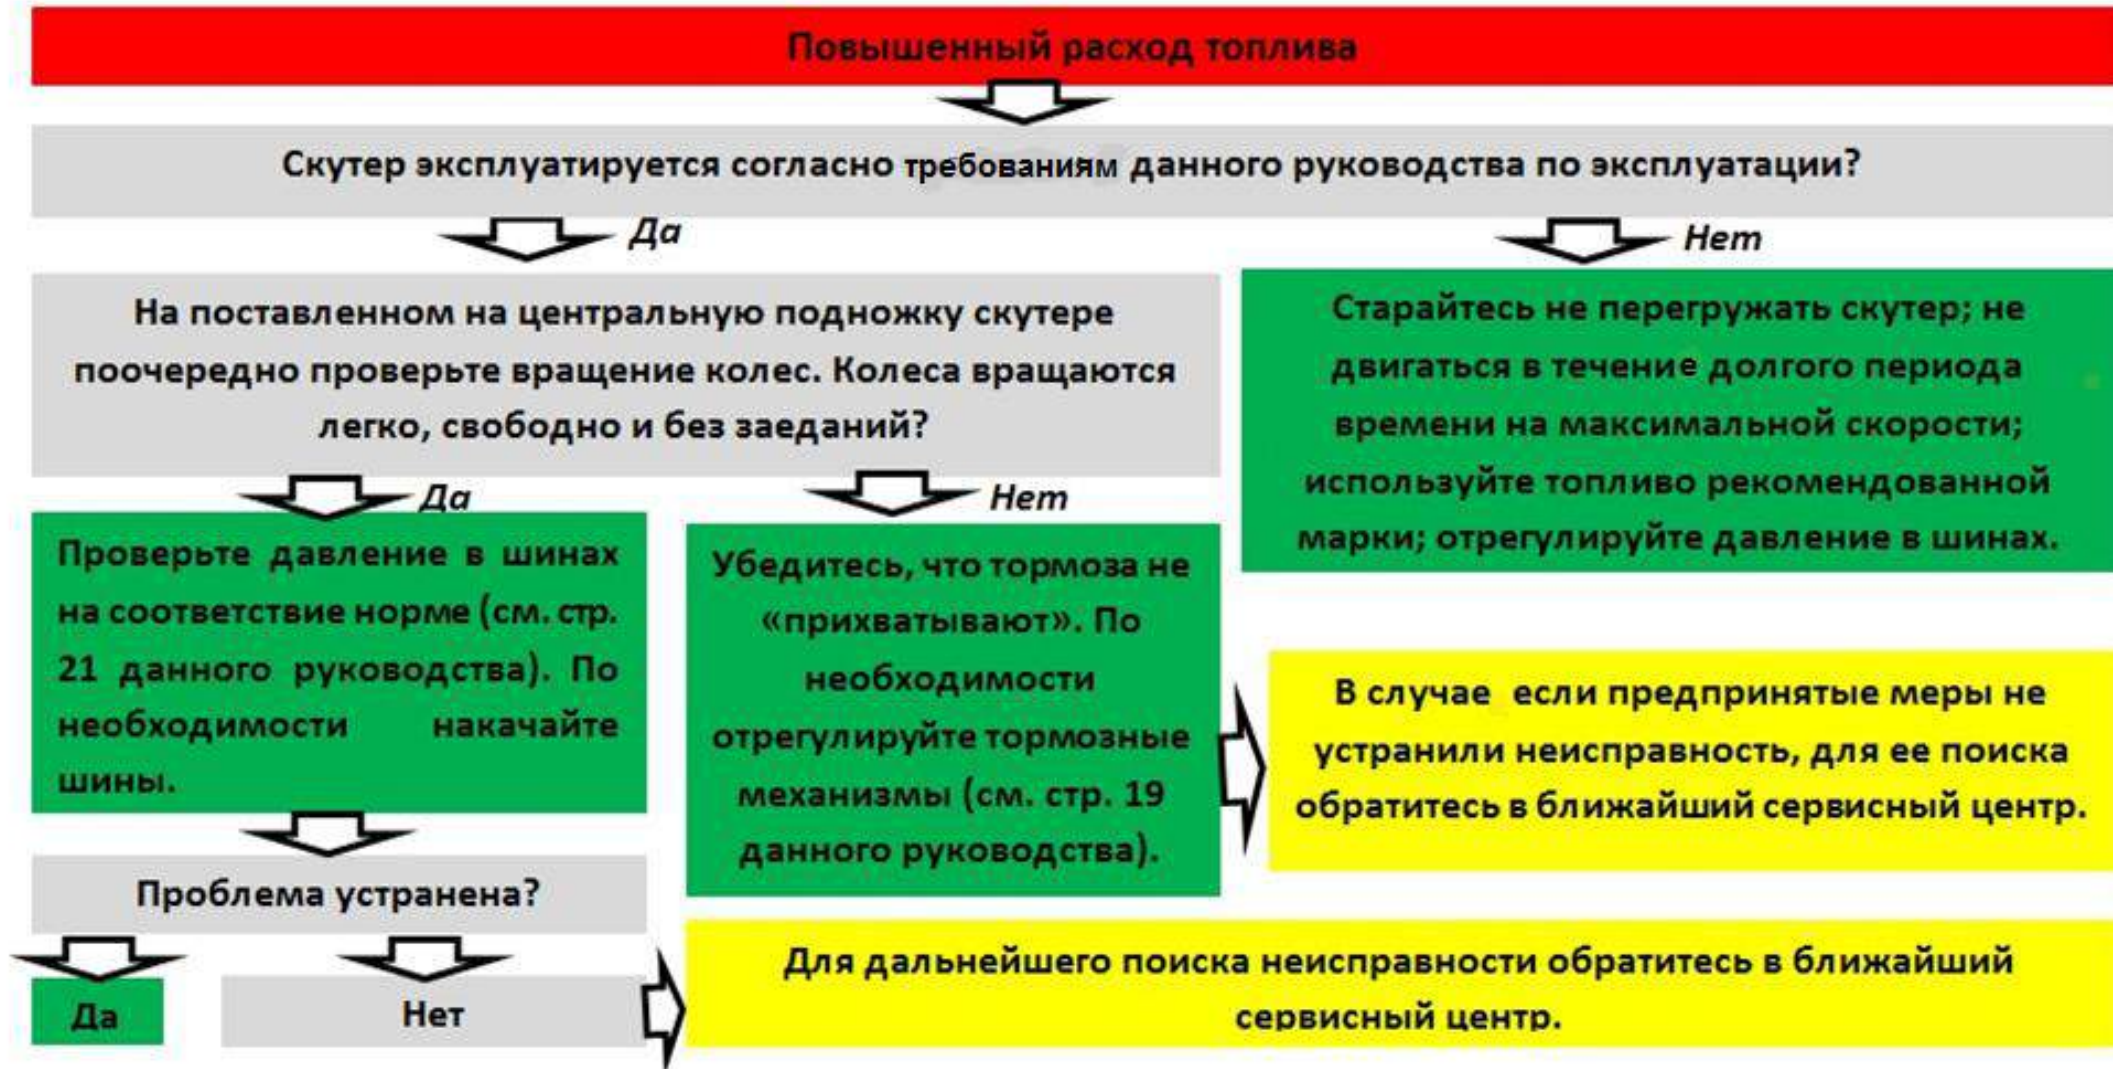 Повышенный расход топлива
Скутер эксплуатируется согласно требованиям данного руководства по эксплуатации?
Да
Нет
На поставленном на центральную подножку скутере
поочередно проверьте вращение колес. Колеса вращаются
легко, свободно и без заеданий?
Старайтесь не перегружать скутер; не
двигаться в течение долгого периода
времени на максимальной скорости;
используйте топливо рекомендованной
марки; отрегулируйте давление в шинах.
Да
Нет
Проверьте давление в шинах
на соответствие норме (см. стр.
21 данного руководства). По
необходимости накачайте
шины.
Убедитесь, что тормоза не
«прихватывают». По
необходимости
отрегулируйте тормозные
механизмы (см. стр. 19
данного руководства).
В случае если предпринятые меры не
устранили неисправность, для ее поиска
обратитесь в ближайший сервисный центр.
Проблема устранена?
Да
Нет
Для дальнейшего поиска неисправности обратитесь в ближайший
сервисный центр.